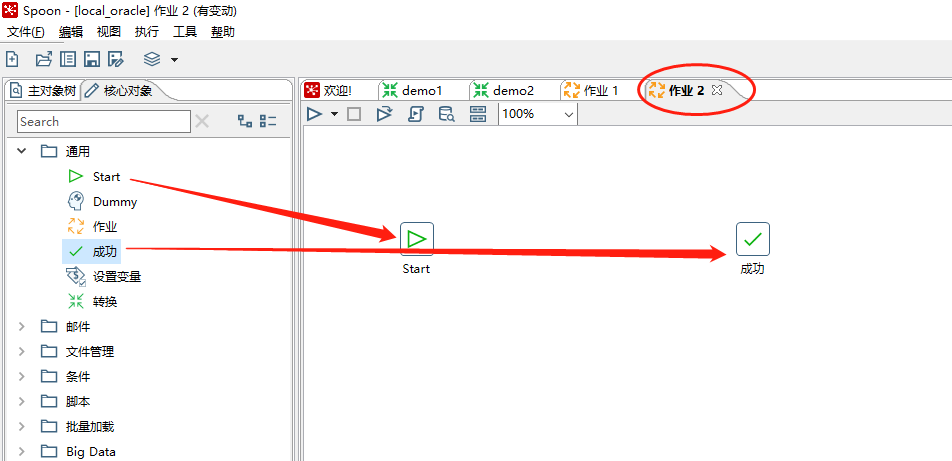 Spoon - [local_oracle] 作业 2 (有变动)
文件(F) 编辑 视图 执行 工具 帮助
主对象树 核心对象 欢迎! demo1 demo2 作业 1 作业 2
Search 100%
通用
Start
Dummy
作业
成功
设置变量
转换
邮件
文件管理
条件
脚本
批量加载
Big Data
Start
成功